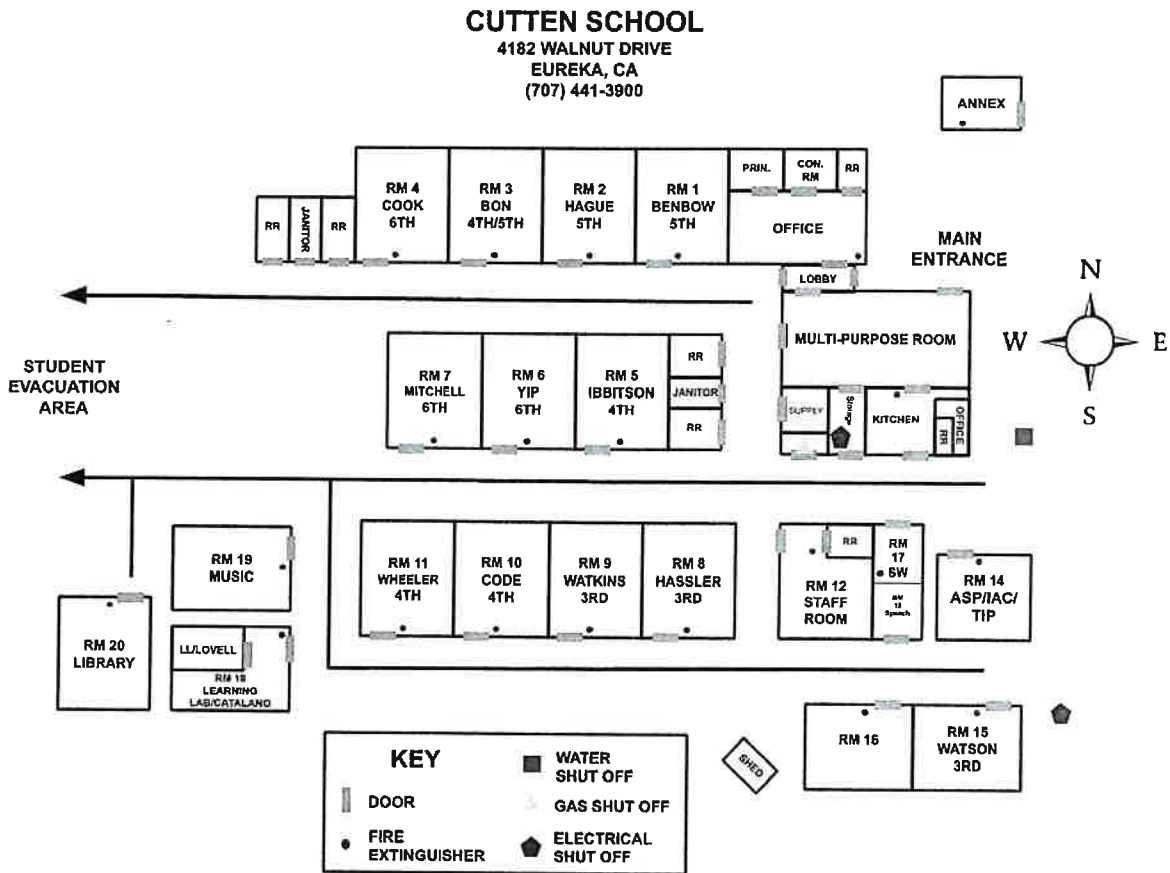 CUTTEN SCHOOL
4182 WALNUT DRIVE
EUREKA, CA
(707) 441-3900
ANNEX
RM 4
COOK
6TH
RM 3
BON
4TH/5TH
RM 2
HAGUE
5TH
RM 1
BENBOW
5TH
PRIN.
CON.
RM
RR
RR
JANITOR
RR
OFFICE
MAIN
ENTRANCE
LOBBY
N
W
E
S
MULTI-PURPOSE ROOM
STUDENT
EVACUATION
AREA
RM 7
MITCHELL
6TH
RM 6
YIP
6TH
RM 5
IBBITSON
4TH
RR
JANITOR
RR
SUPPLY
Storage
KITCHEN
OFFICE
RR
RM 19
MUSIC
RM 11
WHEELER
4TH
RM 10
CODE
4TH
RM 9
WATKINS
3RD
RM 8
HASSLER
3RD
RR
RM 12
STAFF
ROOM
RM
17
SW
Speech
RM 14
ASP/IAC/
TIP
RM 20
LIBRARY
LL/LOVELL
RM 18
LEARNING
LAB/CATALANO
RM 16
RM 15
WATSON
3RD
SHED
KEY
DOOR
FIRE
EXTINGUISHER
WATER
SHUT OFF
GAS SHUT OFF
ELECTRICAL
SHUT OFF